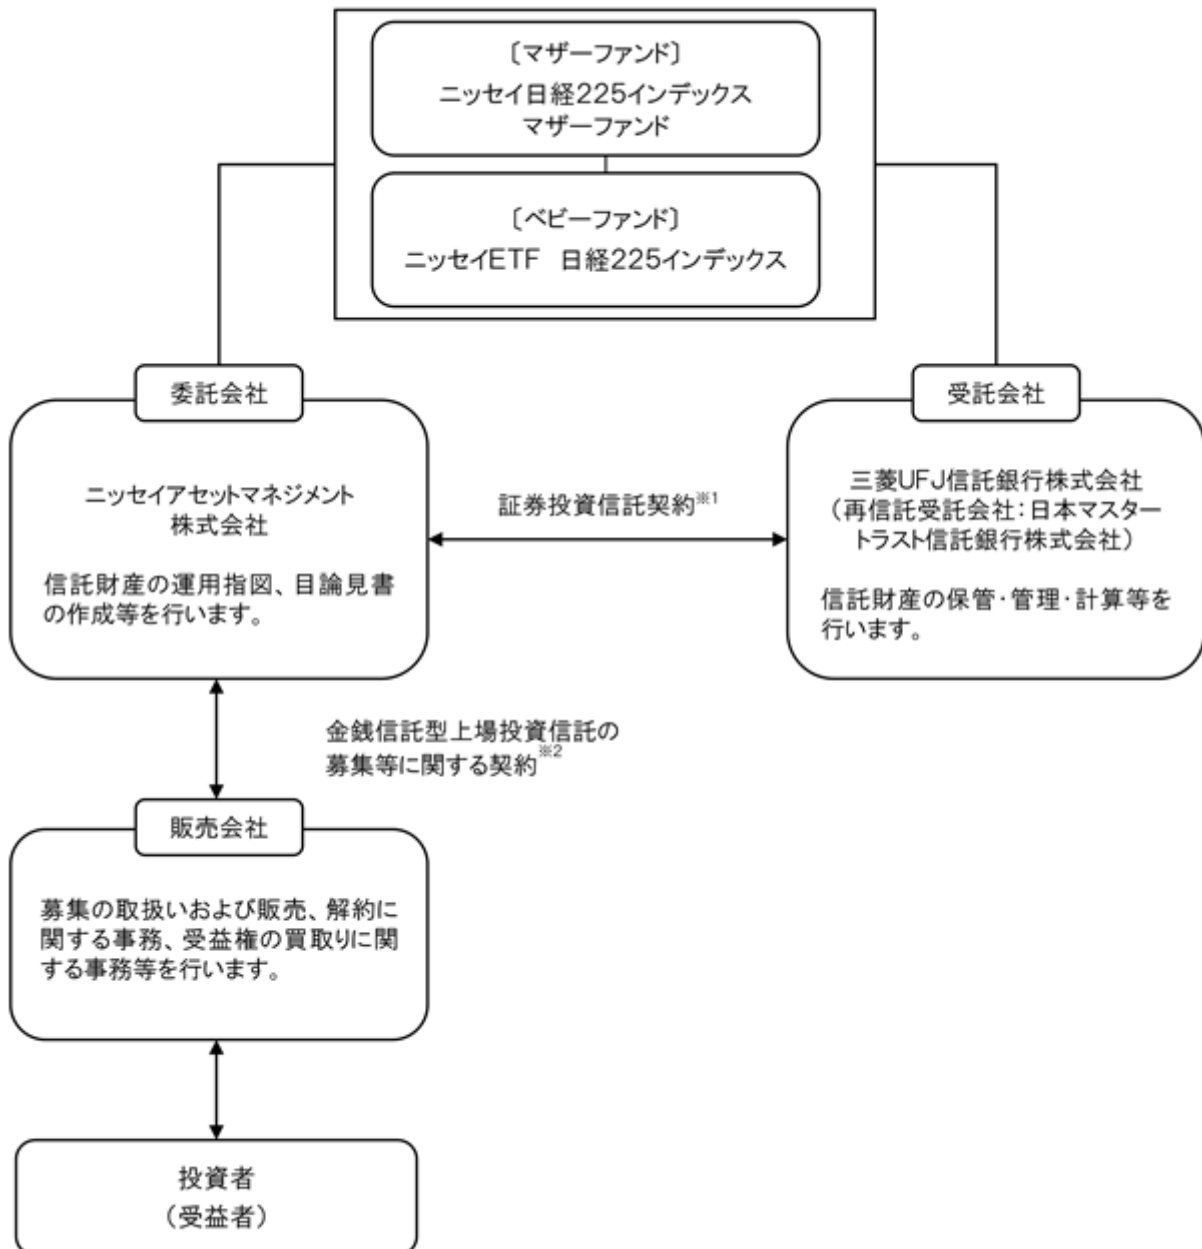 〔マザーファンド〕
ニッセイ日経225インデックス
マザーファンド
〔ベビーファンド〕
ニッセイETF　日経225インデックス
委託会社
ニッセイアセットマネジメント
株式会社
信託財産の運用指図、目論見書
の作成等を行います。
証券投資信託契約※1
受託会社
三菱UFJ信託銀行株式会社
（再信託受託会社：日本マスター
トラスト信託銀行株式会社）
信託財産の保管・管理・計算等を
行います。
金銭信託型上場投資信託の
募集等に関する契約※2
販売会社
募集の取扱いおよび販売、解約に
関する事務、受益権の買取りに関
する事務等を行います。
投資者
（受益者）